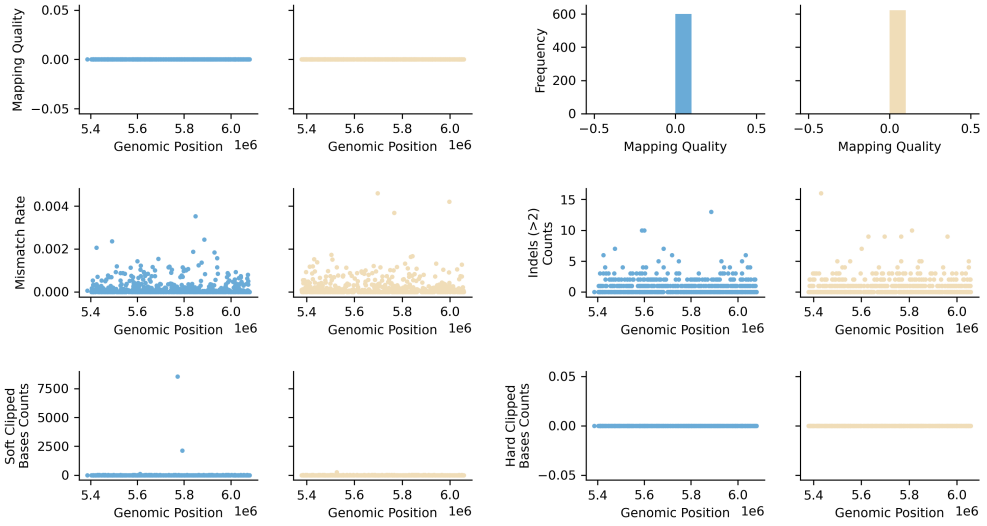 Mapping Quality
0.05
0.00
−0.05
5.4 5.6 5.8 6.0
1e6
Genomic Position
5.4 5.6 5.8 6.0
1e6
Genomic Position
Frequency
600
400
200
0
−0.5 0.0 0.5
Mapping Quality
−0.5 0.0 0.5
Mapping Quality
Mismatch Rate
0.004
0.002
0.000
5.4 5.6 5.8 6.0
1e6
Genomic Position
5.4 5.6 5.8 6.0
1e6
Genomic Position
Indels (>2)
Counts
15
10
5
0
5.4 5.6 5.8 6.0
1e6
Genomic Position
5.4 5.6 5.8 6.0
1e6
Genomic Position
Soft Clipped
Bases Counts
7500
5000
2500
0
5.4 5.6 5.8 6.0
1e6
Genomic Position
5.4 5.6 5.8 6.0
1e6
Genomic Position
Hard Clipped
Bases Counts
0.05
0.00
−0.05
5.4 5.6 5.8 6.0
1e6
Genomic Position
5.4 5.6 5.8 6.0
1e6
Genomic Position